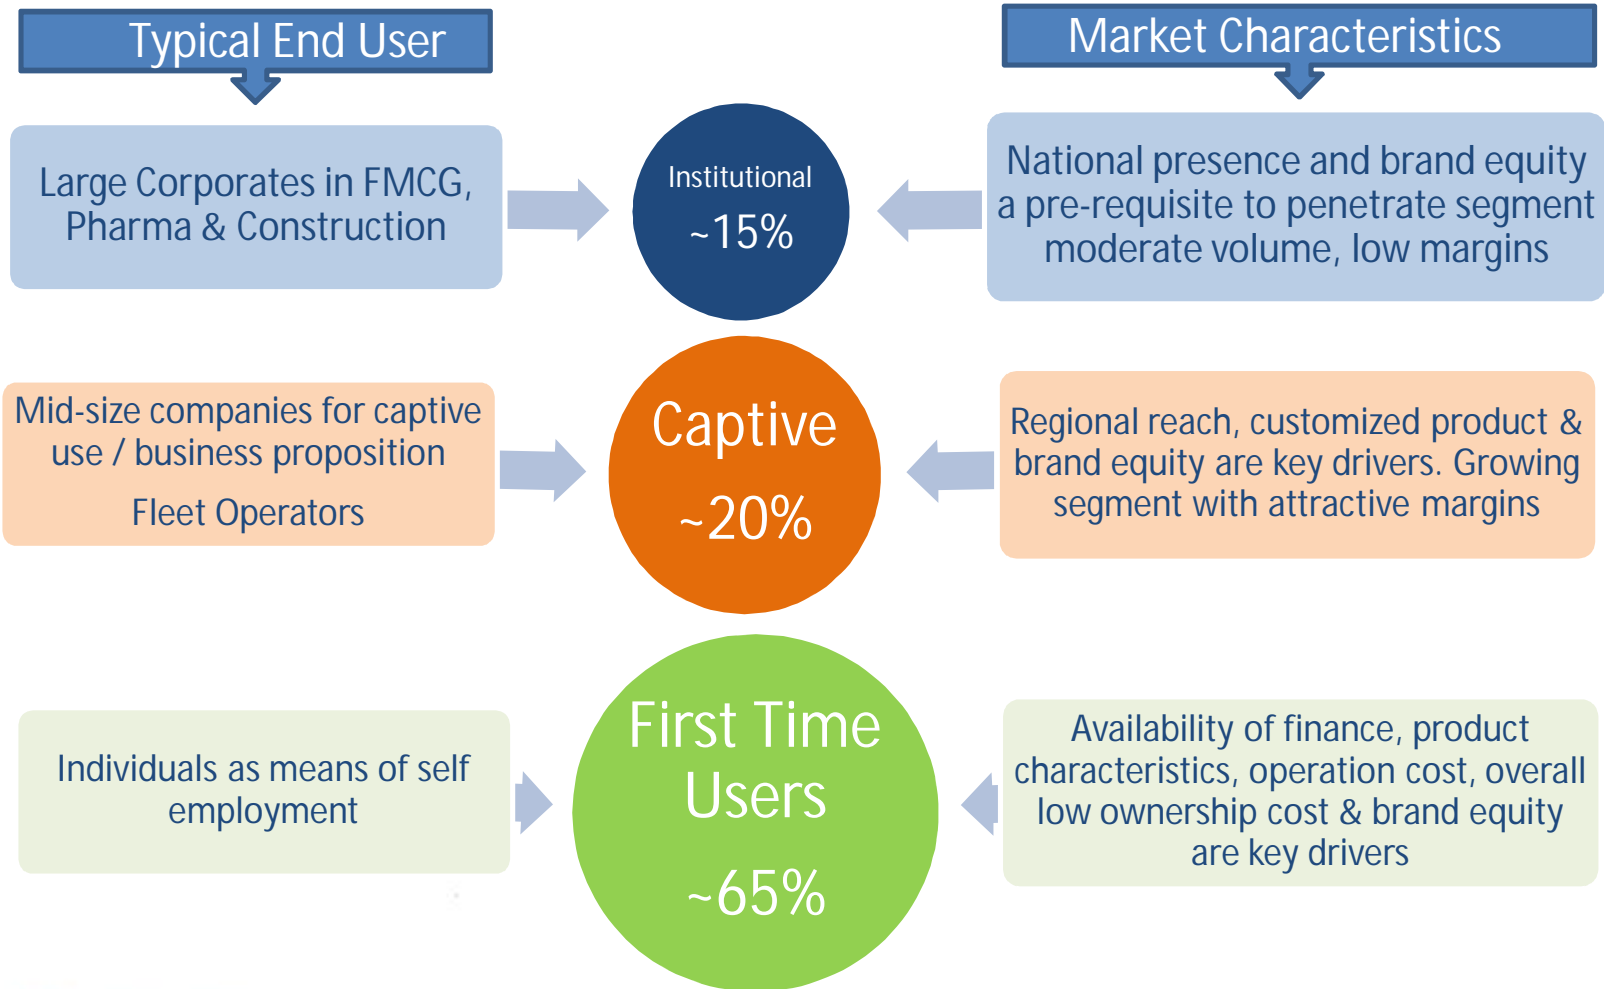 Typical End User
Market Characteristics
Large Corporates in FMCG,
Pharma & Construction
Institutional
~15%
National presence and brand equity
a pre-requisite to penetrate segment
moderate volume, low margins
Mid-size companies for captive
use / business proposition
Fleet Operators
Captive
~20%
Regional reach, customized product &
brand equity are key drivers. Growing
segment with attractive margins
Individuals as means of self
employment
First Time
Users
~65%
Availability of finance, product
characteristics, operation cost, overall
low ownership cost & brand equity
are key drivers